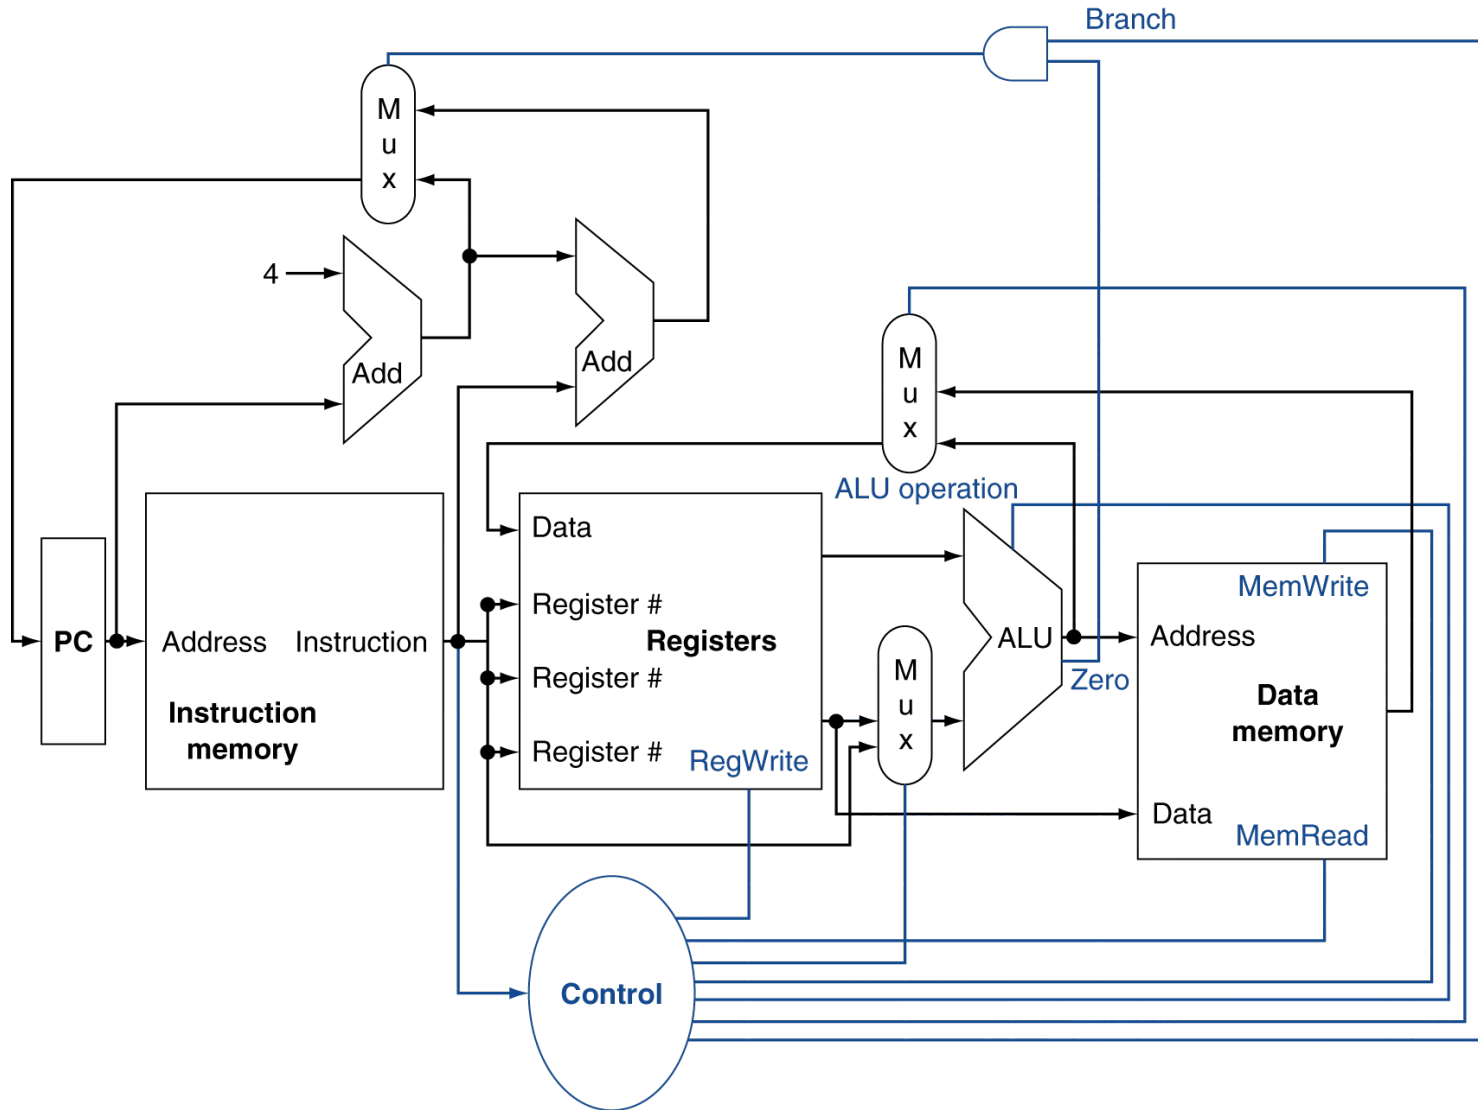 Branch
M
u
x
4
Add
Add
M
u
x
ALU operation
Data
Register #
Registers
Register #
Register #
RegWrite
PC
Address
Instruction
Instruction
memory
M
u
x
ALU
Zero
MemWrite
Address
Data
memory
Data
MemRead
Control